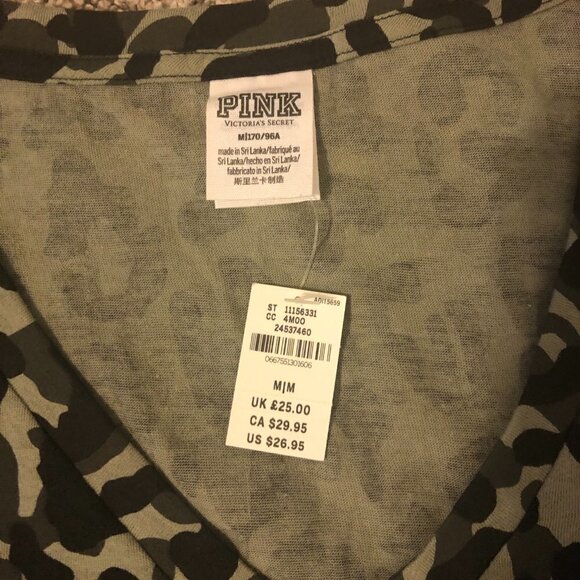 PINK
VICTORIA'S SECRET
M|170/96A
made in Sri Lanka/fabriqué au
Sri Lanka/hecho en Sri Lanka/
fabbricato in Sri Lanka/
斯里兰卡制造
ADI15659
ST 11156331
CC 4M00
24537460
0667551301606
M|M
UK £25.00
CA $29.95
US $26.95